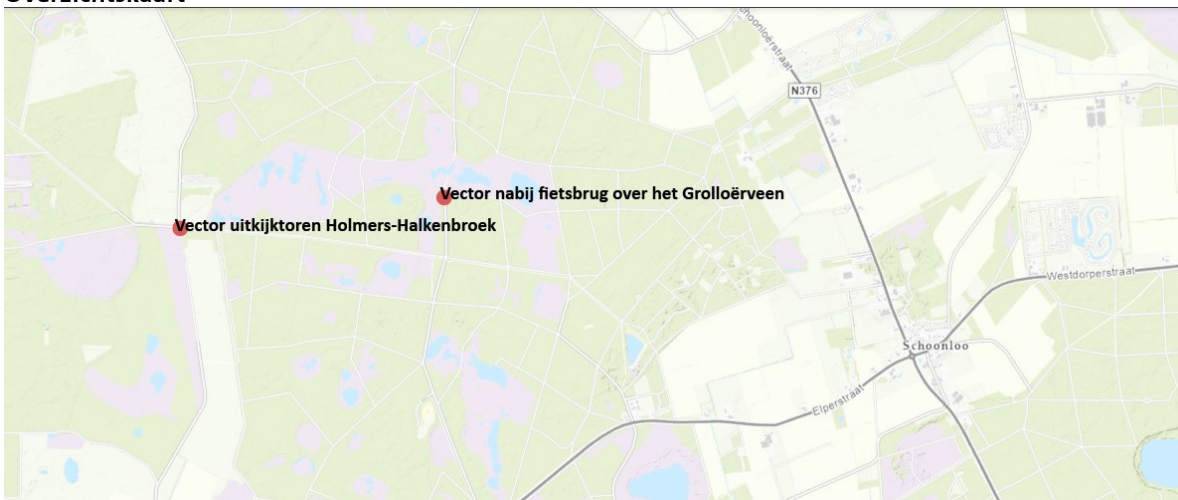 Overzichtskaart
Schoonloërstraat
N376
Vector nabij fietsbrug over het Grolloërveen
Vector uitkijktoren Holmers-Halkenbroek
Westdorperstraat
Schoonloo
Elperstraat